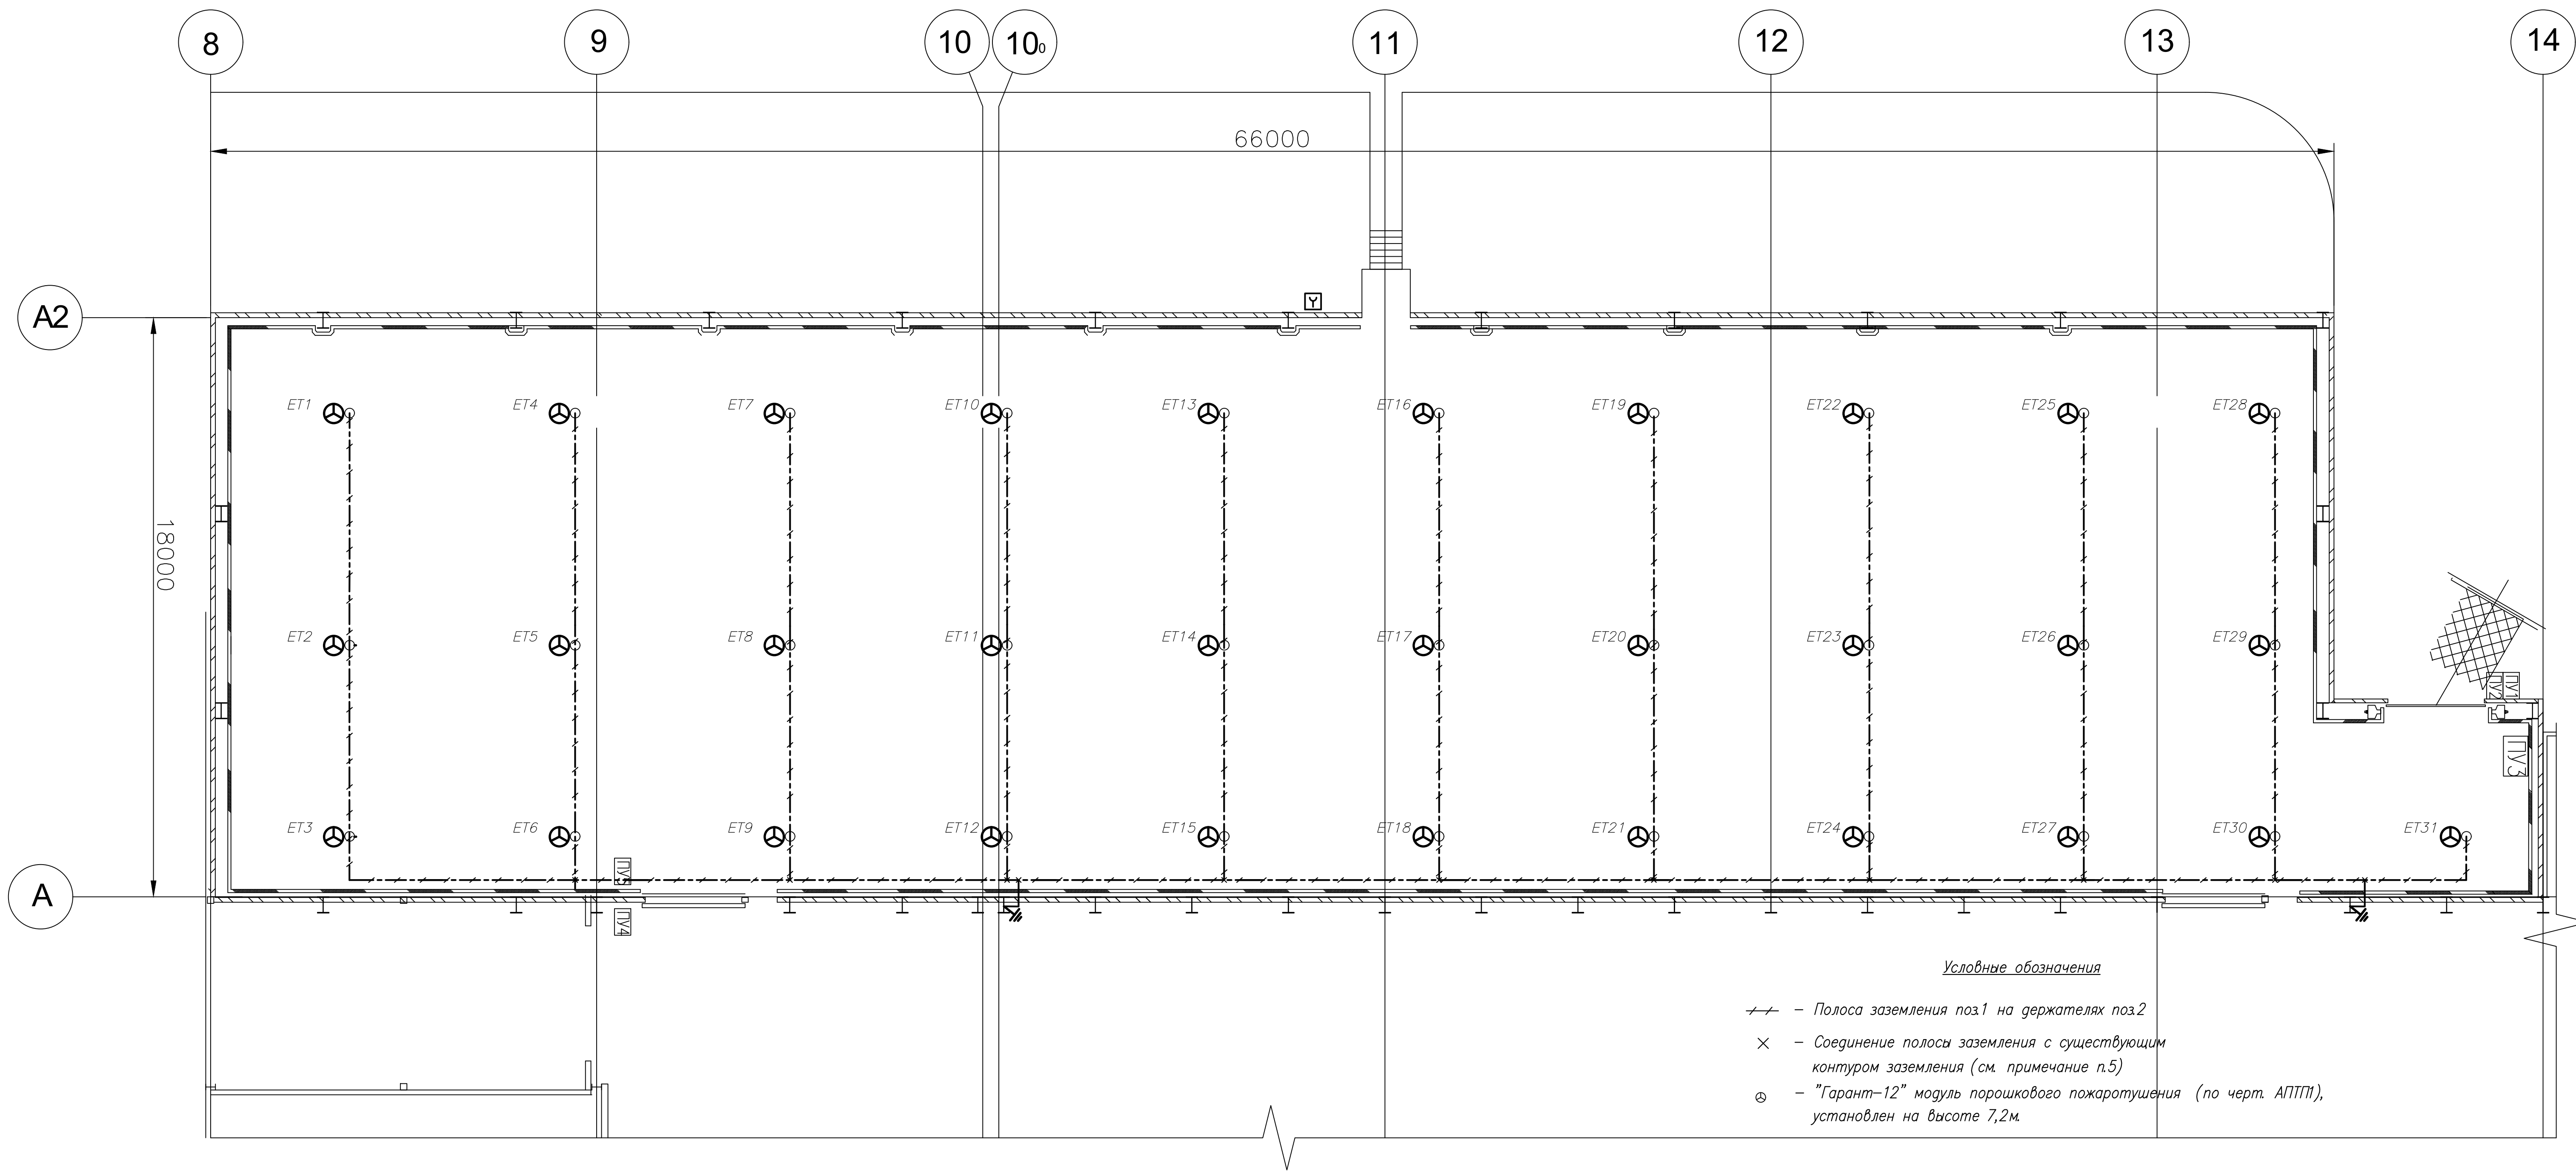 8 9 10 10₀ 11 12 13 14
66000
А2
ET1 ET4 ET7 ET10 ET13 ET16 ET19 ET22 ET25 ET28
18000
ET2 ET5 ET8 ET11 ET14 ET17 ET20 ET23 ET26 ET29
ПУ2
ПУ1
ПУ3
ET3 ET6 ET9 ET12 ET15 ET18 ET21 ET24 ET27 ET30 ET31
А
ПУ4
Условные обозначения
– Полоса заземления поз.1 на держателях поз.2
– Соединение полосы заземления с существующим
контуром заземления (см. примечание п.5)
– "Гарант-12" модуль порошкового пожаротушения (по черт. АПТП1),
установлен на высоте 7,2м.